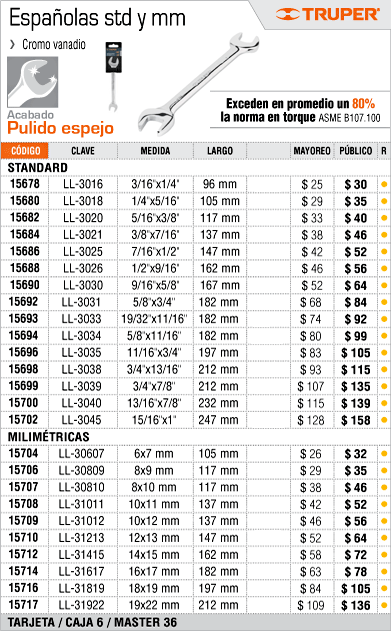 Españolas std y mm
TRUPER
› Cromo vanadio
Acabado
Pulido espejo
Exceden en promedio un 80%
la norma en torque ASME B107.100
CÓDIGO CLAVE MEDIDA LARGO MAYOREO PÚBLICO R
STANDARD
15678 LL-3016 3/16"x1/4" 96 mm $ 25 $ 30
15680 LL-3018 1/4"x5/16" 105 mm $ 29 $ 35
15682 LL-3020 5/16"x3/8" 117 mm $ 33 $ 40
15684 LL-3021 3/8"x7/16" 137 mm $ 38 $ 46
15686 LL-3025 7/16"x1/2" 147 mm $ 42 $ 52
15688 LL-3026 1/2"x9/16" 162 mm $ 46 $ 56
15690 LL-3030 9/16"x5/8" 167 mm $ 52 $ 64
15692 LL-3031 5/8"x3/4" 182 mm $ 68 $ 84
15693 LL-3033 19/32"x11/16" 182 mm $ 74 $ 92
15694 LL-3034 5/8"x11/16" 182 mm $ 80 $ 99
15696 LL-3035 11/16"x3/4" 197 mm $ 83 $ 105
15698 LL-3038 3/4"x13/16" 212 mm $ 93 $ 115
15699 LL-3039 3/4"x7/8" 212 mm $ 107 $ 135
15700 LL-3040 13/16"x7/8" 232 mm $ 115 $ 139
15702 LL-3045 15/16"x1" 247 mm $ 128 $ 158
MILIMÉTRICAS
15704 LL-30607 6x7 mm 105 mm $ 26 $ 32
15706 LL-30809 8x9 mm 117 mm $ 29 $ 35
15707 LL-30810 8x10 mm 117 mm $ 38 $ 46
15708 LL-31011 10x11 mm 137 mm $ 42 $ 52
15709 LL-31012 10x12 mm 137 mm $ 46 $ 56
15710 LL-31213 12x13 mm 147 mm $ 52 $ 64
15712 LL-31415 14x15 mm 162 mm $ 58 $ 72
15714 LL-31617 16x17 mm 182 mm $ 63 $ 78
15716 LL-31819 18x19 mm 197 mm $ 84 $ 105
15717 LL-31922 19x22 mm 212 mm $ 109 $ 136
TARJETA / CAJA 6 / MASTER 36